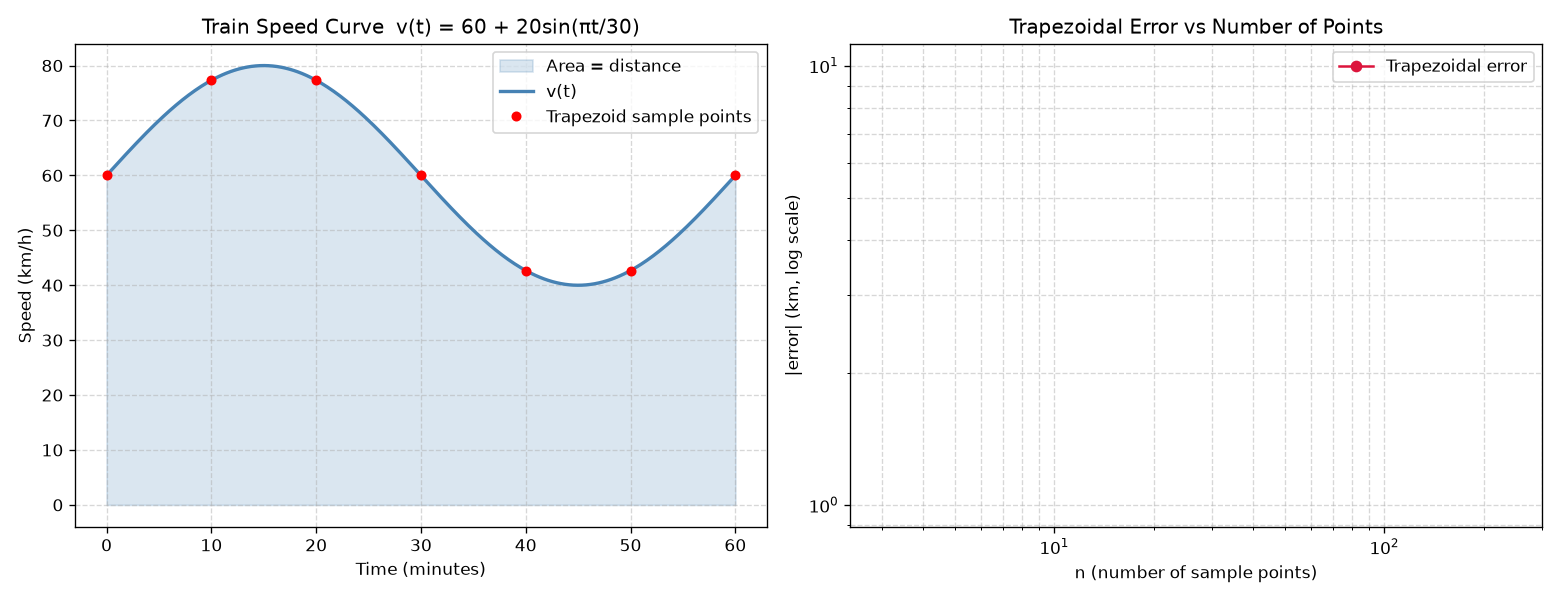 Train Speed Curve  v(t) = 60 + 20sin(πt/30)
Area = distance
v(t)
Trapezoid sample points
80
70
60
50
40
30
20
10
0
Speed (km/h)
0 10 20 30 40 50 60
Time (minutes)
Trapezoidal Error vs Number of Points
Trapezoidal error
10¹
10⁰
|error| (km, log scale)
10¹ 10²
n (number of sample points)